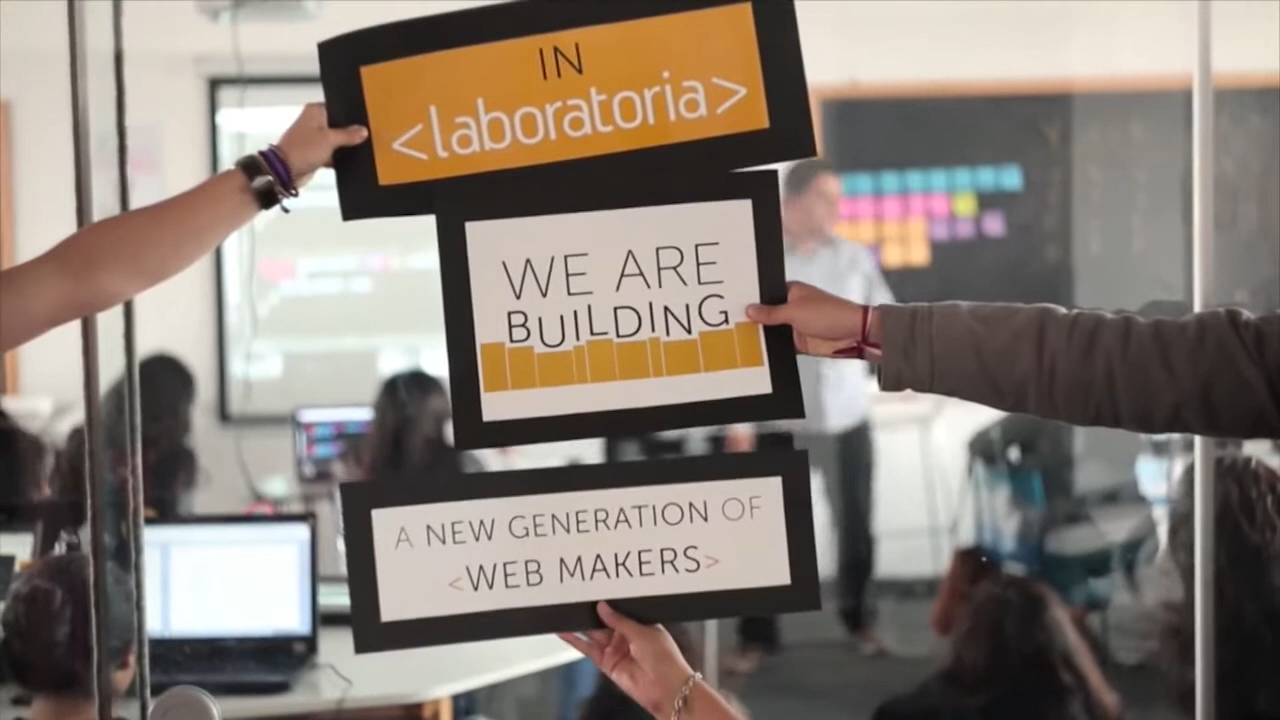 IN
<laboratoria>
WE ARE
BUILDING
A NEW GENERATION OF
<WEB MAKERS>